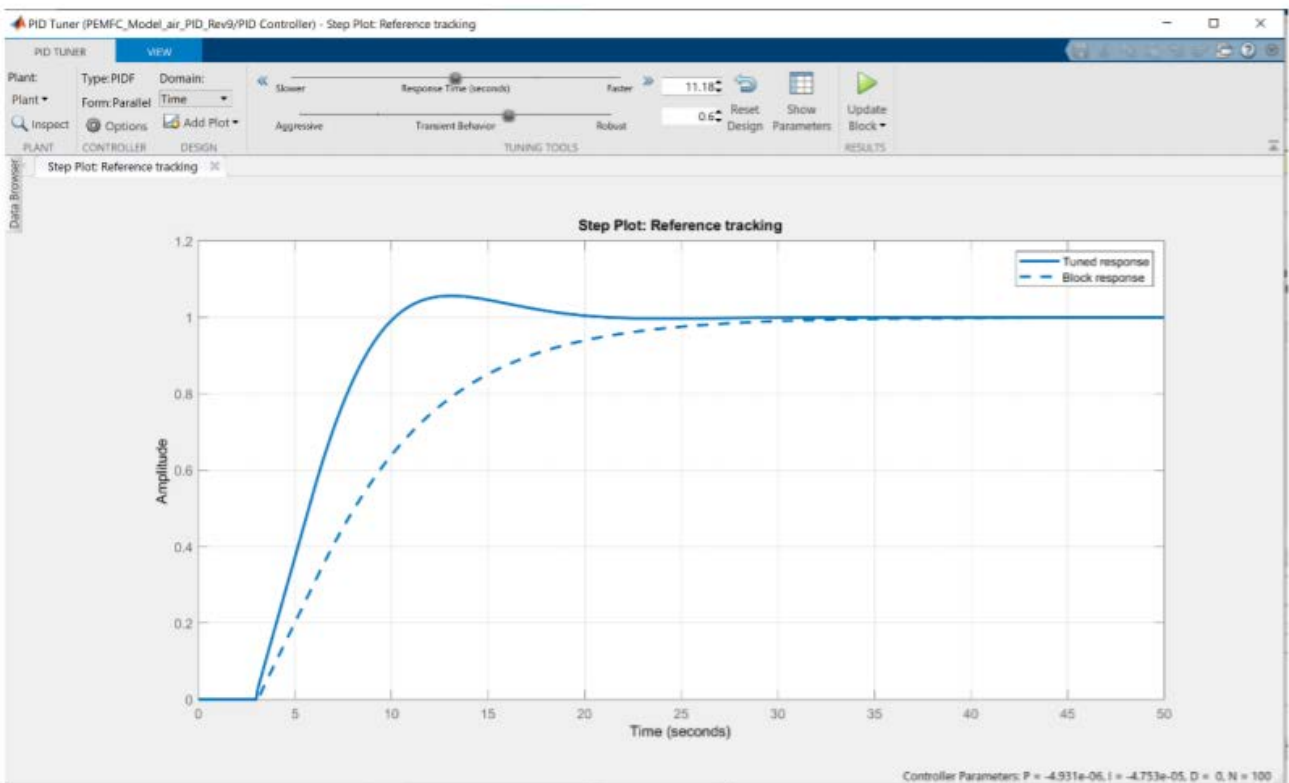 PID Tuner (PEMFC_Model_air_PID_Rev9/PID Controller) - Step Plot: Reference tracking
PID TUNER VIEW
Plant: Type: PIDF Domain:
Plant Form: Parallel Time
Inspect Options Add Plot
PLANT CONTROLLER DESIGN
Slower Response Time (seconds) Faster 11.18
Aggressive Transient Behavior Robust 0.6
TUNING TOOLS
Reset Design
Show Parameters
Update Block
RESULTS
Data Browser
Step Plot: Reference tracking
Step Plot: Reference tracking
Tuned response
Block response
Amplitude
1.2
1
0.8
0.6
0.4
0.2
0
0 5 10 15 20 25 30 35 40 45 50
Time (seconds)
Controller Parameters: P = -4.931e-06, I = -4.753e-05, D = 0, N = 100